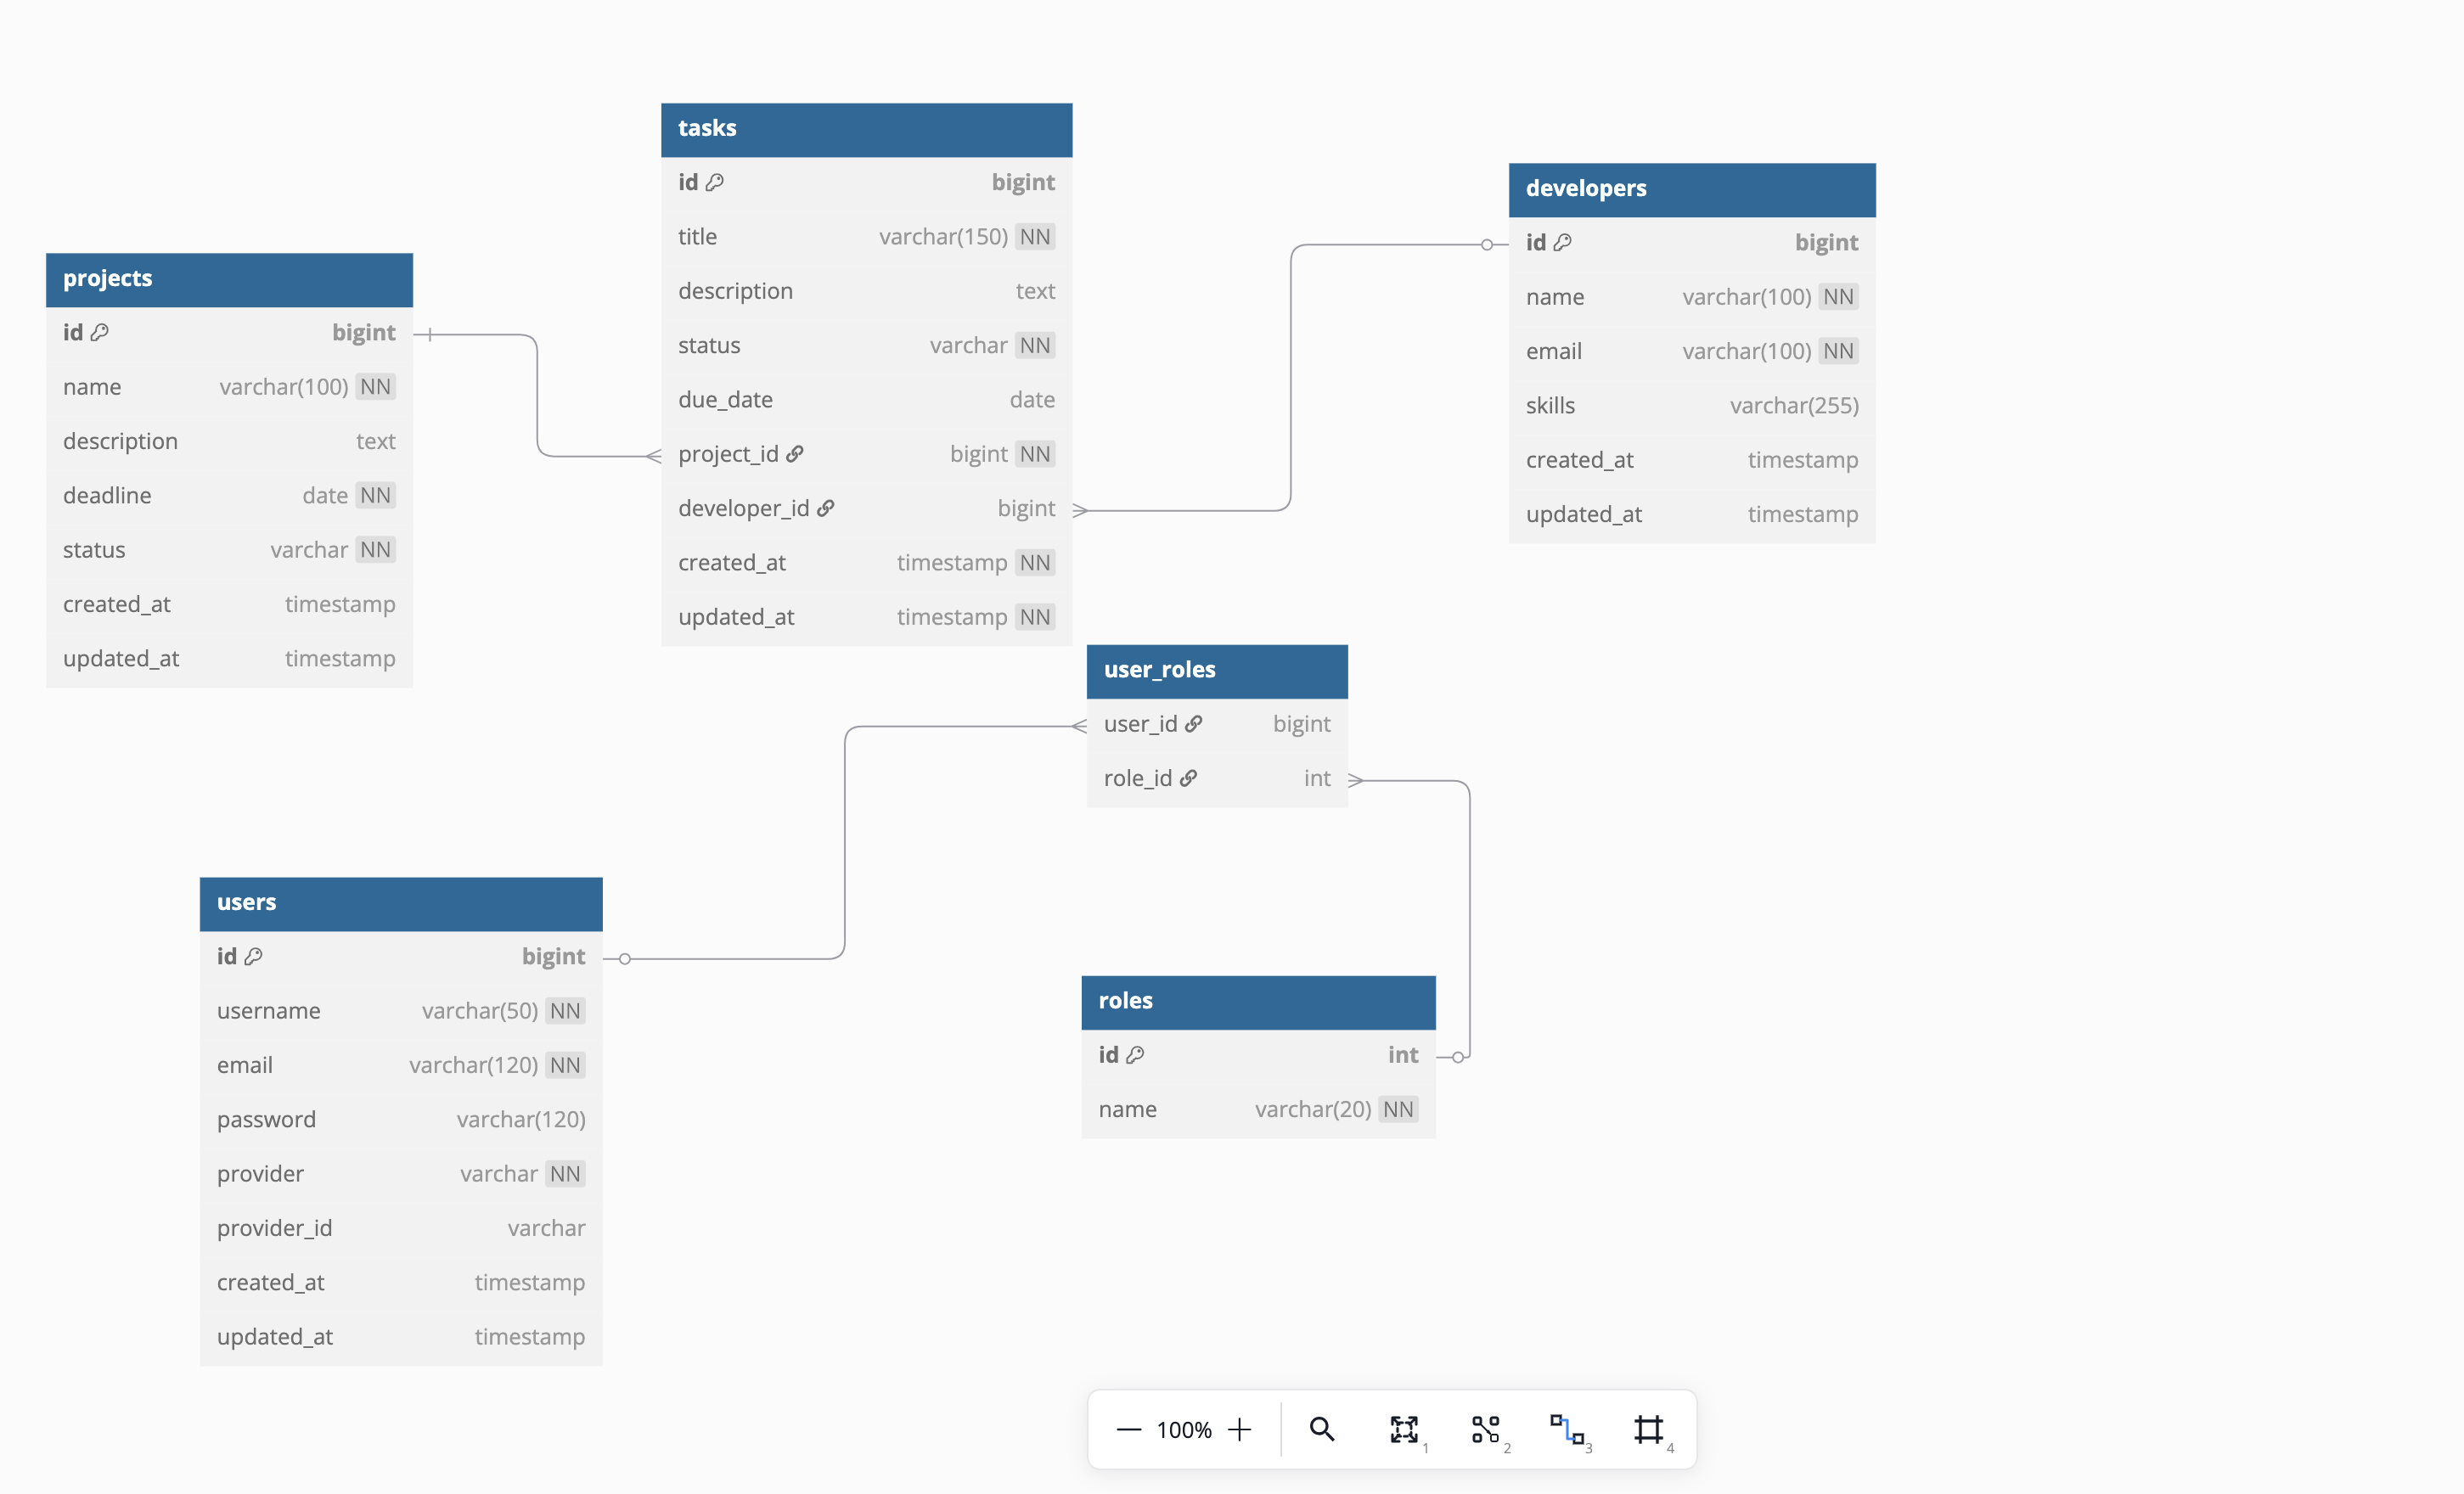 tasks
id bigint
title varchar(150) NN
description text
status varchar NN
due_date date
project_id bigint NN
developer_id bigint
created_at timestamp NN
updated_at timestamp NN
developers
id bigint
name varchar(100) NN
email varchar(100) NN
skills varchar(255)
created_at timestamp
updated_at timestamp
projects
id bigint
name varchar(100) NN
description text
deadline date NN
status varchar NN
created_at timestamp
updated_at timestamp
user_roles
user_id bigint
role_id int
users
id bigint
username varchar(50) NN
email varchar(120) NN
password varchar(120)
provider varchar NN
provider_id varchar
created_at timestamp
updated_at timestamp
roles
id int
name varchar(20) NN
100% 1 2 3 4